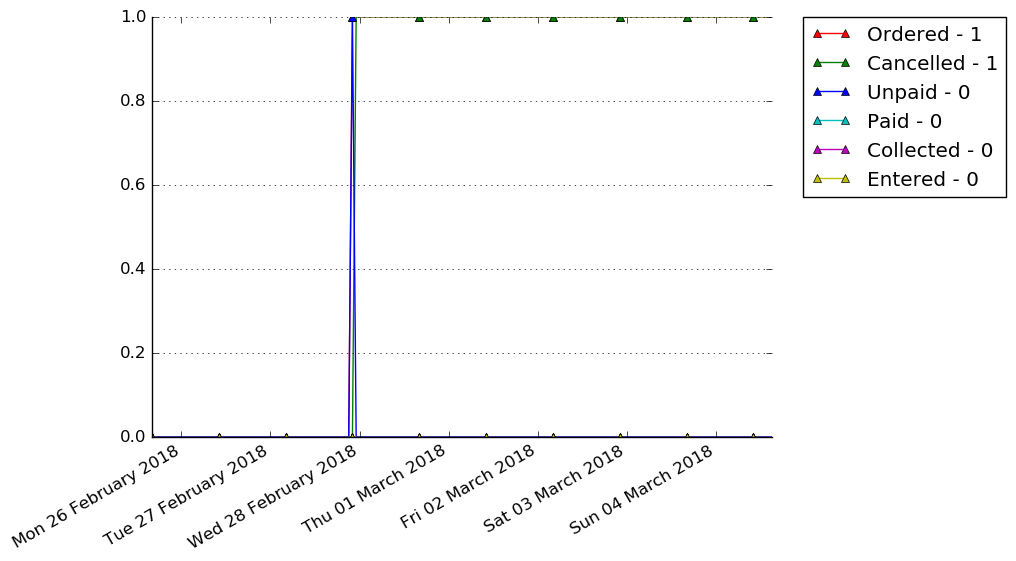 1.0
0.8
0.6
0.4
0.2
0.0
Mon 26 February 2018
Tue 27 February 2018
Wed 28 February 2018
Thu 01 March 2018
Fri 02 March 2018
Sat 03 March 2018
Sun 04 March 2018
Ordered - 1
Cancelled - 1
Unpaid - 0
Paid - 0
Collected - 0
Entered - 0